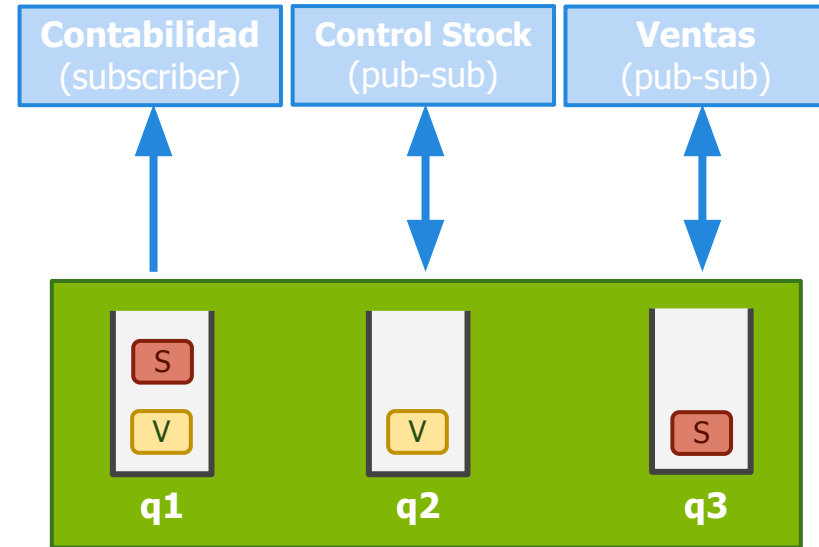 Contabilidad
(subscriber)
Control Stock
(pub-sub)
Ventas
(pub-sub)
S
V
V
S
q1
q2
q3